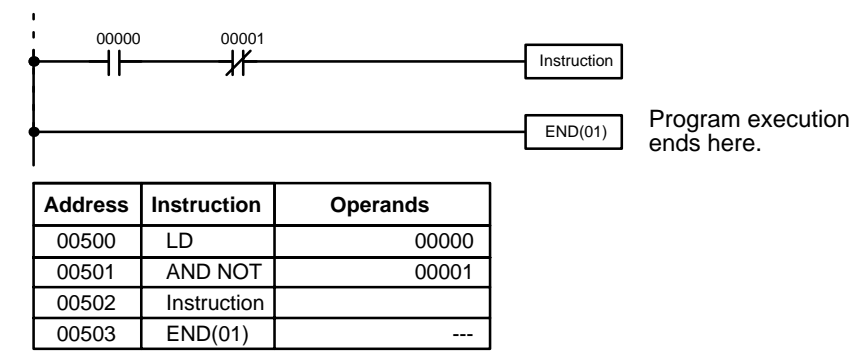 00000 00001
Instruction
END(01) Program execution
ends here.
Address Instruction Operands
00500 LD 00000
00501 AND NOT 00001
00502 Instruction
00503 END(01) ---